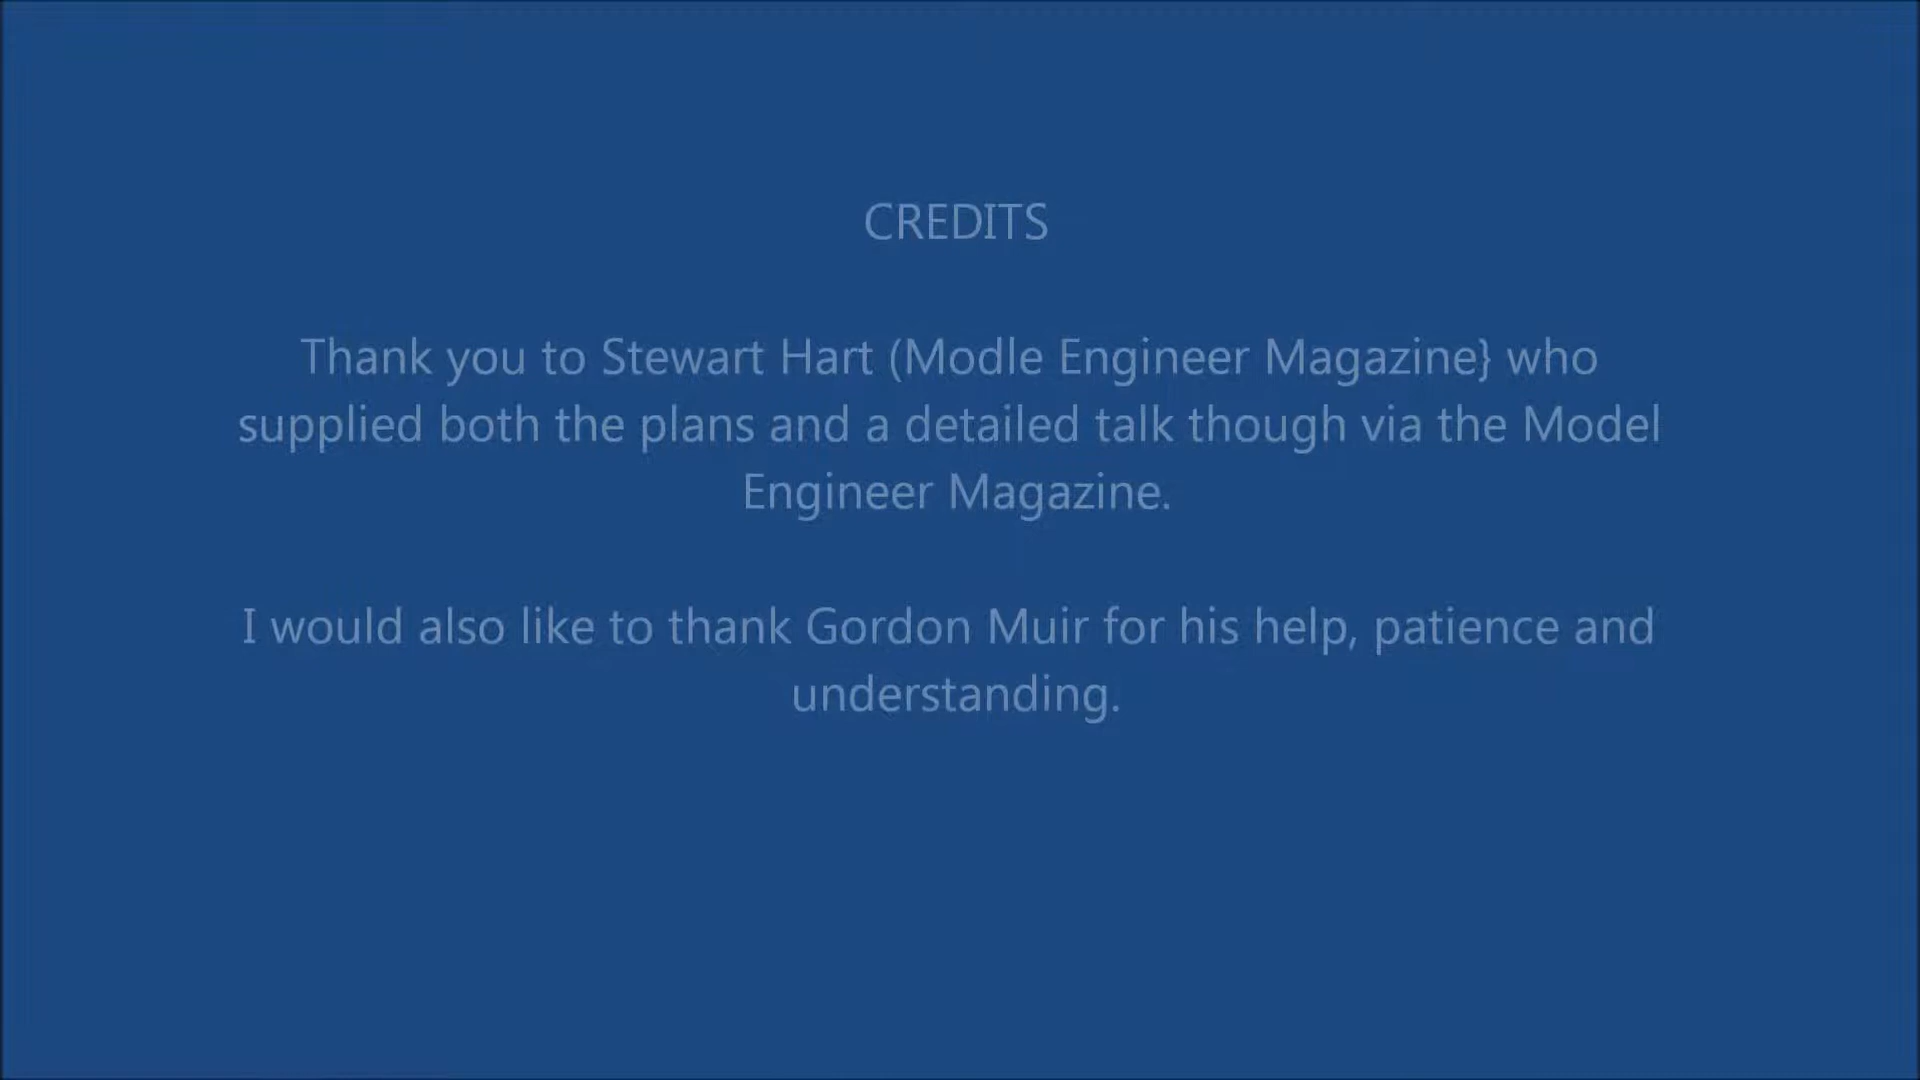 CREDITS
Thank you to Stewart Hart (Modle Engineer Magazine} who
supplied both the plans and a detailed talk though via the Model
Engineer Magazine.
I would also like to thank Gordon Muir for his help, patience and
understanding.